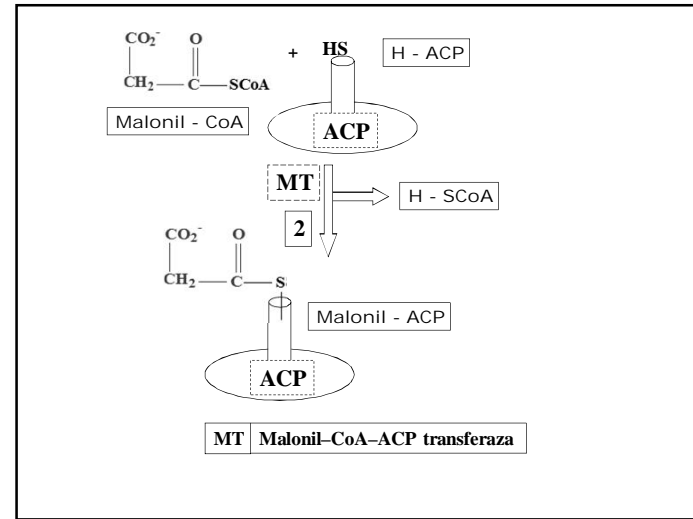 CO₂⁻ O
+ HS H - ACP
CH₂ C SCoA
Malonil - CoA
ACP
MT
H - SCoA
2
CO₂⁻ O
CH₂ C S
Malonil - ACP
ACP
MT Malonil–CoA–ACP transferaza